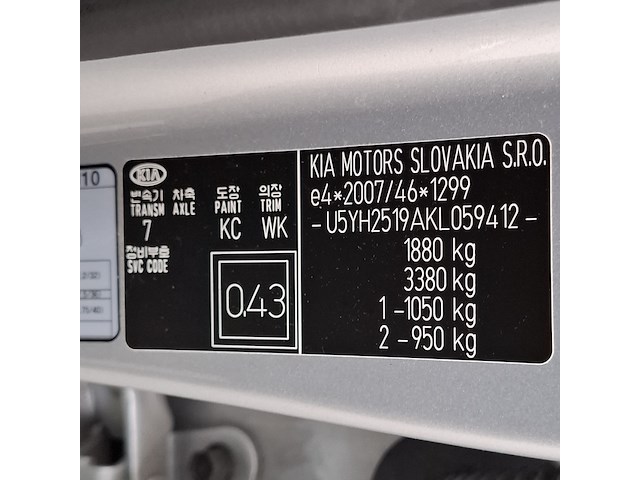 10
KIA
변속기 차축 도장 의장
TRANSM AXLE PAINT TRIM
7 KC WK
정비부호
SVC CODE
0.43
KIA MOTORS SLOVAKIA S.R.O.
e4*2007/46*1299
-U5YH2519AKL059412-
1880 kg
3380 kg
1-1050 kg
2-950 kg